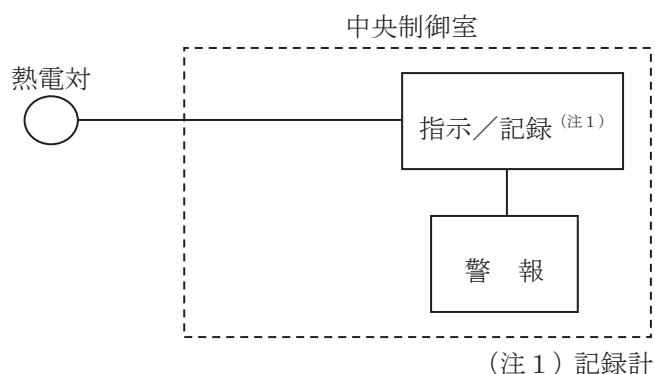 中央制御室
熱電対
指示／記録（注１）
警　報
（注１）記録計